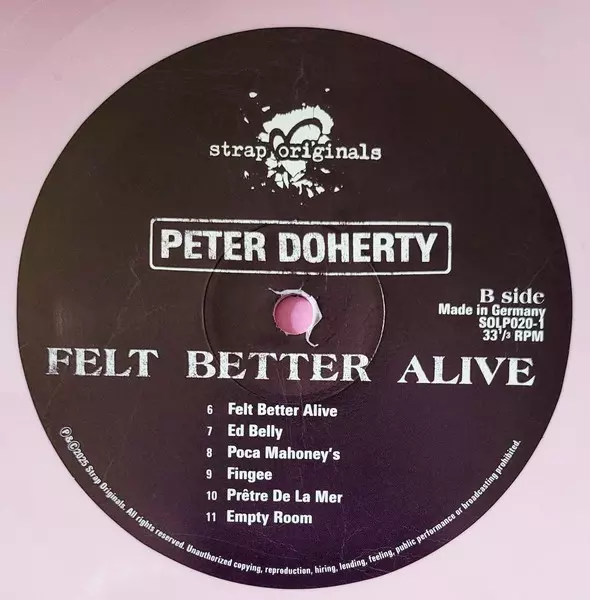 strap originals
PETER DOHERTY
B side
Made in Germany
SOLP020-1
33 1/3 RPM
FELT BETTER ALIVE
6 Felt Better Alive
7 Ed Belly
8 Poca Mahoney's
9 Fingee
10 Prêtre De La Mer
11 Empty Room
℗&©2025 Strap Originals. All rights reserved. Unauthorized copying, reproduction, hiring, lending, feeling, public performance or broadcasting prohibited.